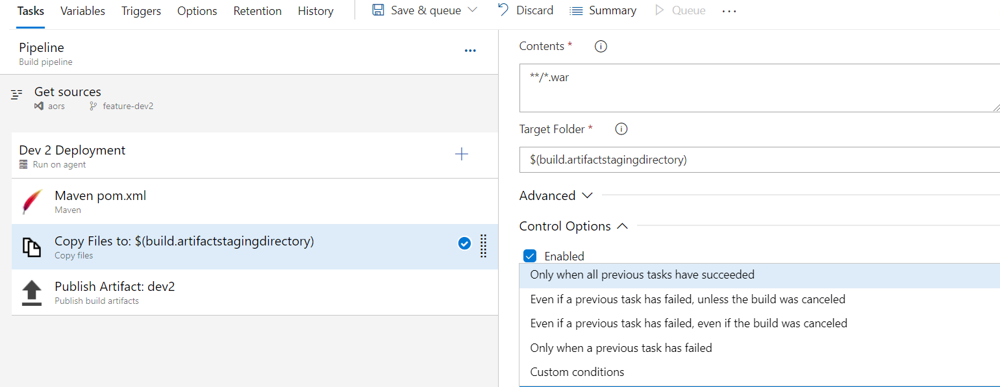 Tasks Variables Triggers Options Retention History Save & queue Discard Summary Queue ...
Pipeline
Build pipeline
Get sources
aors feature-dev2
Dev 2 Deployment
Run on agent
Maven pom.xml
Maven
Copy Files to: $(build.artifactstagingdirectory)
Copy files
Publish Artifact: dev2
Publish build artifacts
Contents *
**/*.war
Target Folder *
$(build.artifactstagingdirectory)
Advanced
Control Options
Enabled
Only when all previous tasks have succeeded
Even if a previous task has failed, unless the build was canceled
Even if a previous task has failed, even if the build was canceled
Only when a previous task has failed
Custom conditions